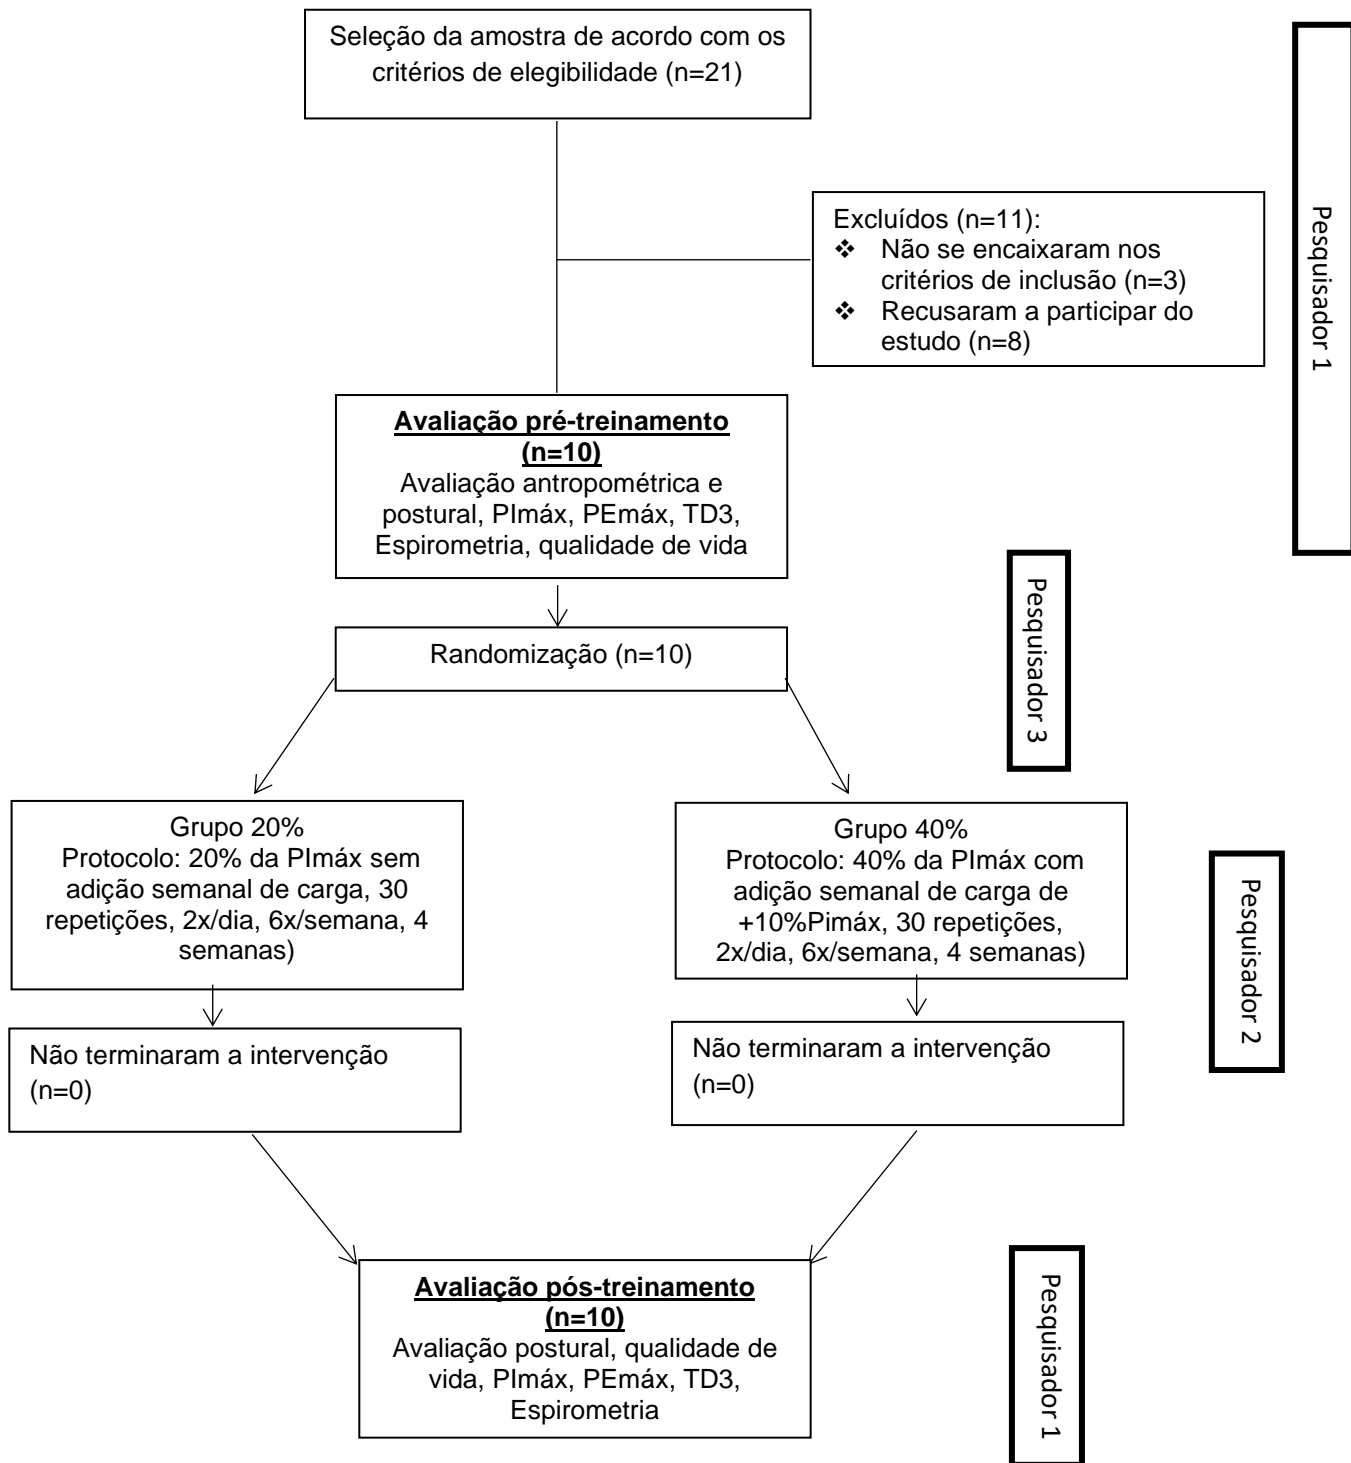 Seleção da amostra de acordo com os
critérios de elegibilidade (n=21)
Pesquisador 1
Excluídos (n=11):
❖ Não se encaixaram nos
critérios de inclusão (n=3)
❖ Recusaram a participar do
estudo (n=8)
Avaliação pré-treinamento
(n=10)
Avaliação antropométrica e
postural, PImáx, PEmáx, TD3,
Espirometria, qualidade de vida
Pesquisador 3
Randomização (n=10)
Grupo 20%
Protocolo: 20% da PImáx sem
adição semanal de carga, 30
repetições, 2x/dia, 6x/semana, 4
semanas)
Grupo 40%
Protocolo: 40% da PImáx com
adição semanal de carga de
+10%Pimáx, 30 repetições,
2x/dia, 6x/semana, 4 semanas)
Pesquisador 2
Não terminaram a intervenção
(n=0)
Não terminaram a intervenção
(n=0)
Avaliação pós-treinamento
(n=10)
Avaliação postural, qualidade de
vida, PImáx, PEmáx, TD3,
Espirometria
Pesquisador 1